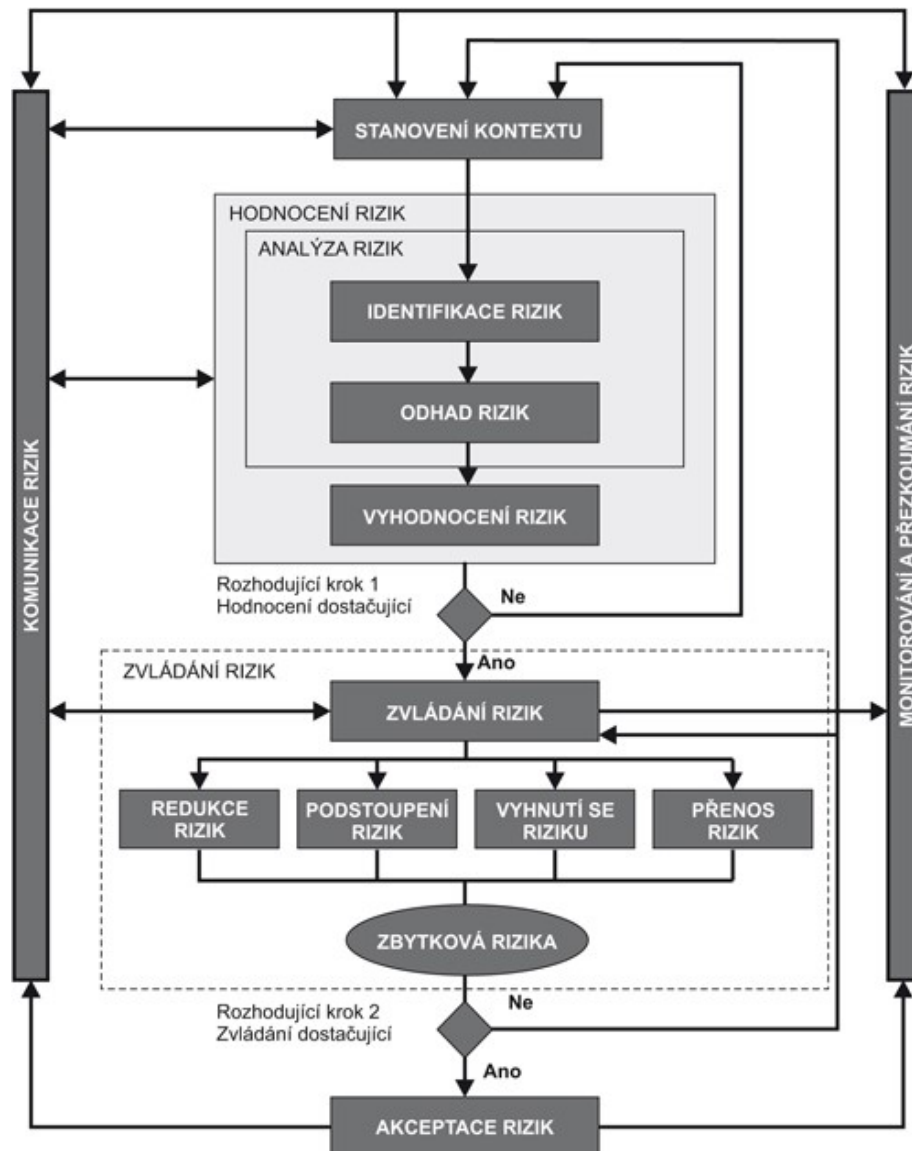 STANOVENÍ KONTEXTU
HODNOCENÍ RIZIK
ANALÝZA RIZIK
IDENTIFIKACE RIZIK
ODHAD RIZIK
VYHODNOCENÍ RIZIK
KOMUNIKACE RIZIK
MONITOROVÁNÍ A PŘEZKOUMÁNÍ RIZIK
Rozhodující krok 1
Hodnocení dostačující
Ne
Ano
ZVLÁDÁNÍ RIZIK
ZVLÁDÁNÍ RIZIK
REDUKCE
RIZIK
PODSTOUPENÍ
RIZIK
VYHNUTÍ SE
RIZIKU
PŘENOS
RIZIK
ZBYTKOVÁ RIZIKA
Rozhodující krok 2
Zvládání dostačující
Ne
Ano
AKCEPTACE RIZIK